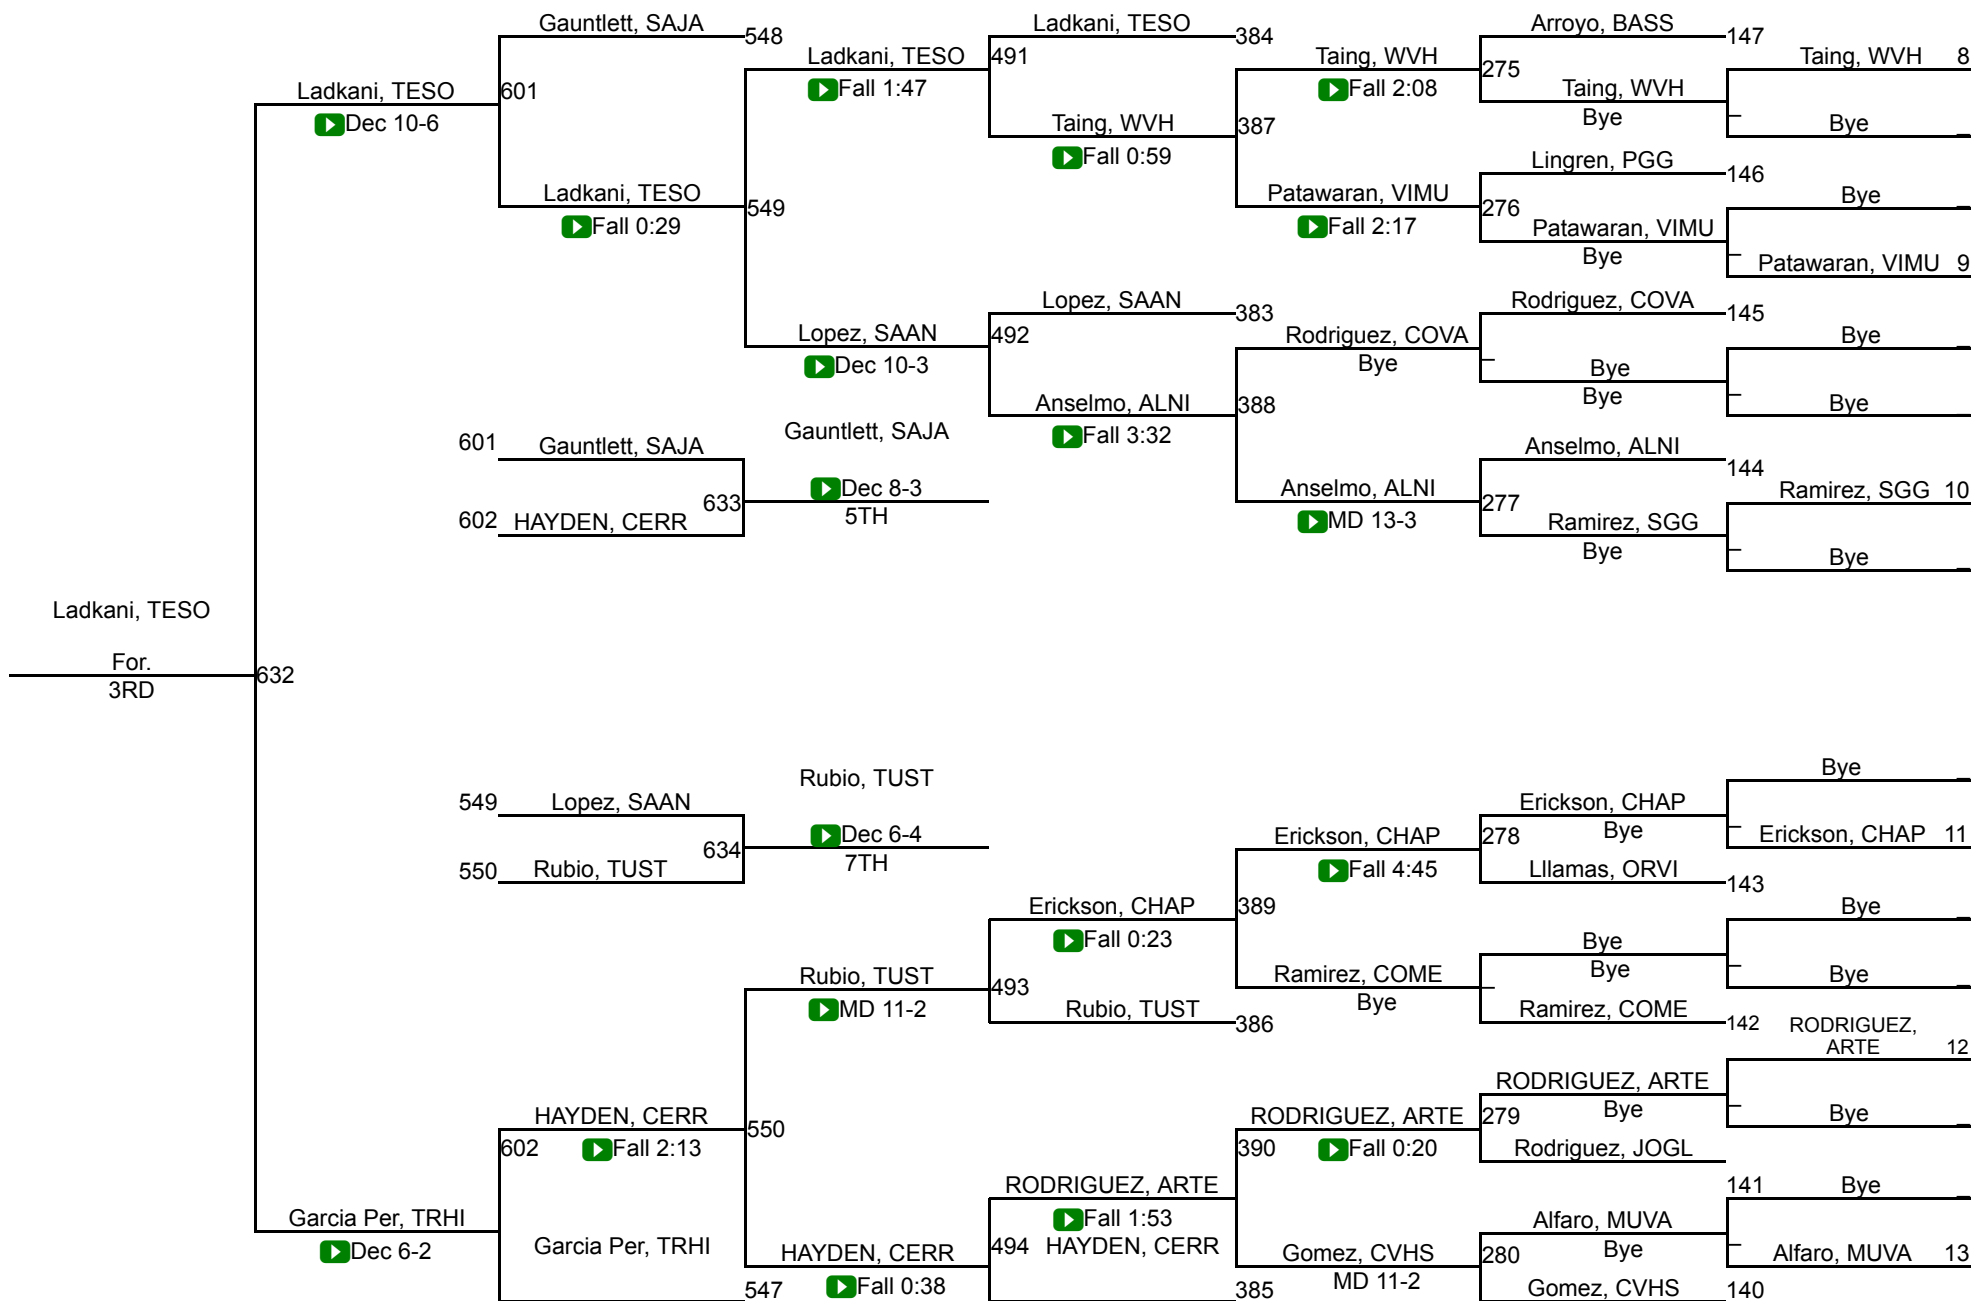 Gauntlett, SAJA
548
Ladkani, TESO
384
Arroyo, BASS
147
Ladkani, TESO
Fall 1:47
491
Taing, WVH
Fall 2:08
275
Taing, WVH 8
Ladkani, TESO
Dec 10-6
601
Taing, WVH
Bye
Taing, WVH
Fall 0:59
387
Bye
Lingren, PGG
146
Ladkani, TESO
Fall 0:29
549
Patawaran, VIMU
Fall 2:17
276
Bye
Patawaran, VIMU
Bye
Patawaran, VIMU 9
Lopez, SAAN
383
Rodriguez, COVA
145
Lopez, SAAN
Dec 10-3
492
Rodriguez, COVA
Bye
Bye
Bye
Bye
Anselmo, ALNI
Fall 3:32
388
Bye
601
Gauntlett, SAJA
Gauntlett, SAJA
Anselmo, ALNI
144
Dec 8-3
5TH
633
Anselmo, ALNI
MD 13-3
277
Ramirez, SGG 10
602 HAYDEN, CERR
Ramirez, SGG
Bye
Bye
Ladkani, TESO
For.
3RD
632
Bye
Rubio, TUST
549
Lopez, SAAN
Erickson, CHAP
Bye
Dec 6-4
7TH
634
Erickson, CHAP
Fall 4:45
278
Erickson, CHAP 11
550
Rubio, TUST
Lllamas, ORVI
143
Erickson, CHAP
Fall 0:23
389
Bye
Bye
Bye
Rubio, TUST
MD 11-2
493
Ramirez, COME
Bye
Bye
Rubio, TUST
386
Ramirez, COME
142
RODRIGUEZ,
ARTE 12
RODRIGUEZ, ARTE
Bye
HAYDEN, CERR
Fall 2:13
550
602
RODRIGUEZ, ARTE
Fall 0:20
279
390
Bye
Rodriguez, JOGL
RODRIGUEZ, ARTE
Fall 1:53
141
Bye
Garcia Per, TRHI
Dec 6-2
Alfaro, MUVA
Bye
Garcia Per, TRHI
HAYDEN, CERR
Fall 0:38
494
HAYDEN, CERR
Gomez, CVHS
MD 11-2
280
Alfaro, MUVA 13
547
385
Gomez, CVHS
140